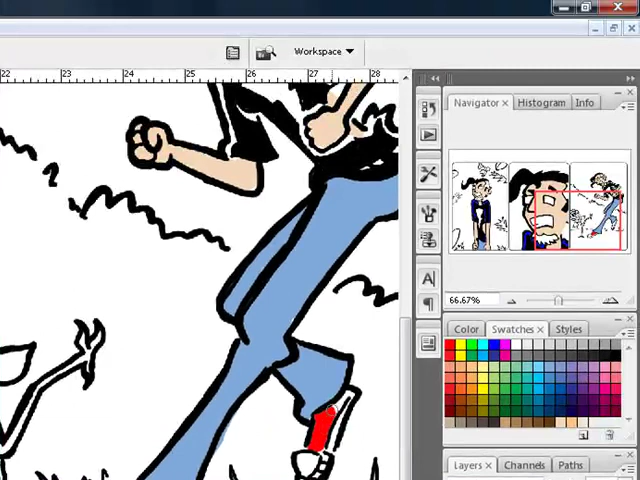 Workspace
22 23 24 25 26 27 28
Navigator × Histogram Info
66.67%
Color Swatches × Styles
Layers × Channels Paths